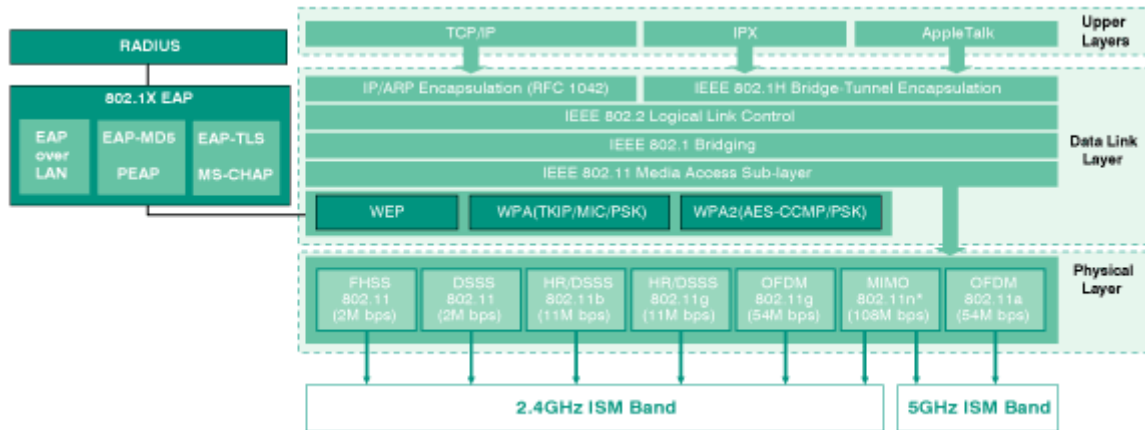 TCP/IP
IPX
AppleTalk
Upper
Layers
RADIUS
802.1X EAP
EAP
over
LAN
EAP-MD5
PEAP
EAP-TLS
MS-CHAP
IP/ARP Encapsulation (RFC 1042)
IEEE 802.1H Bridge-Tunnel Encapsulation
IEEE 802.2 Logical Link Control
IEEE 802.1 Bridging
IEEE 802.11 Media Access Sub-layer
WEP
WPA(TKIP/MIC/PSK)
WPA2(AES-CCMP/PSK)
Data Link
Layer
FHSS
802.11
(2M bps)
DSSS
802.11
(2M bps)
HR/DSSS
802.11b
(11M bps)
HR/DSSS
802.11g
(11M bps)
OFDM
802.11g
(54M bps)
MIMO
802.11n*
(108M bps)
OFDM
802.11a
(54M bps)
Physical
Layer
2.4GHz ISM Band
5GHz ISM Band